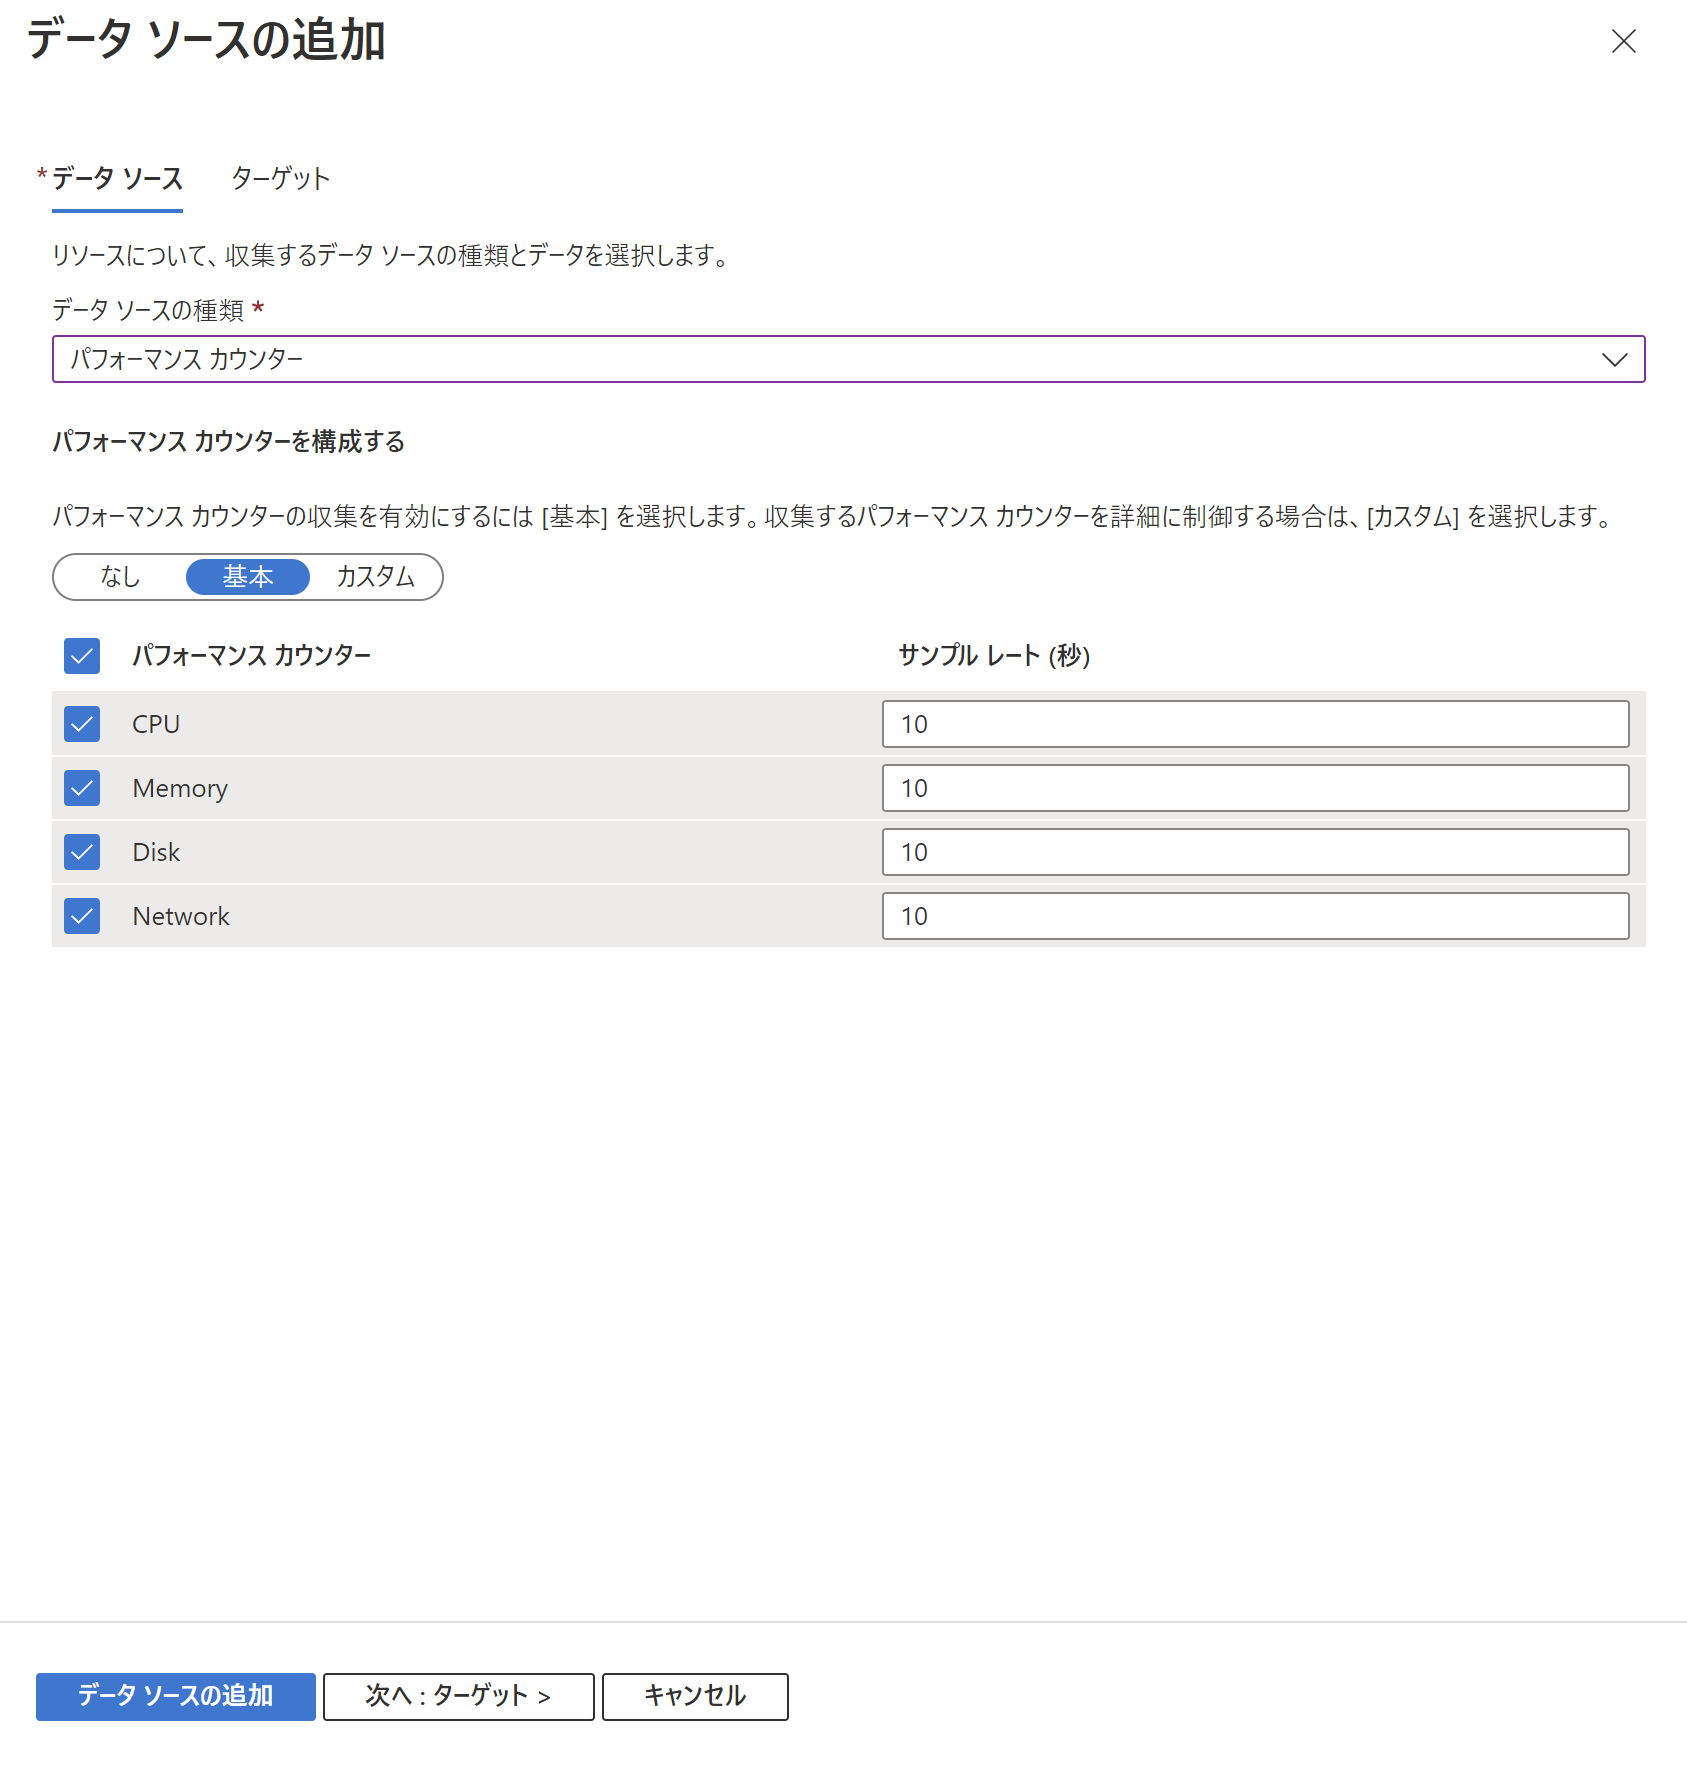 データ ソースの追加
* データ ソース ターゲット
リソースについて、収集するデータ ソースの種類とデータを選択します。
データ ソースの種類 *
パフォーマンス カウンター
パフォーマンス カウンターを構成する
パフォーマンス カウンターの収集を有効にするには [基本] を選択します。収集するパフォーマンス カウンターを詳細に制御する場合は、[カスタム] を選択します。
なし 基本 カスタム
パフォーマンス カウンター サンプル レート (秒)
CPU 10
Memory 10
Disk 10
Network 10
データ ソースの追加 次へ : ターゲット > キャンセル